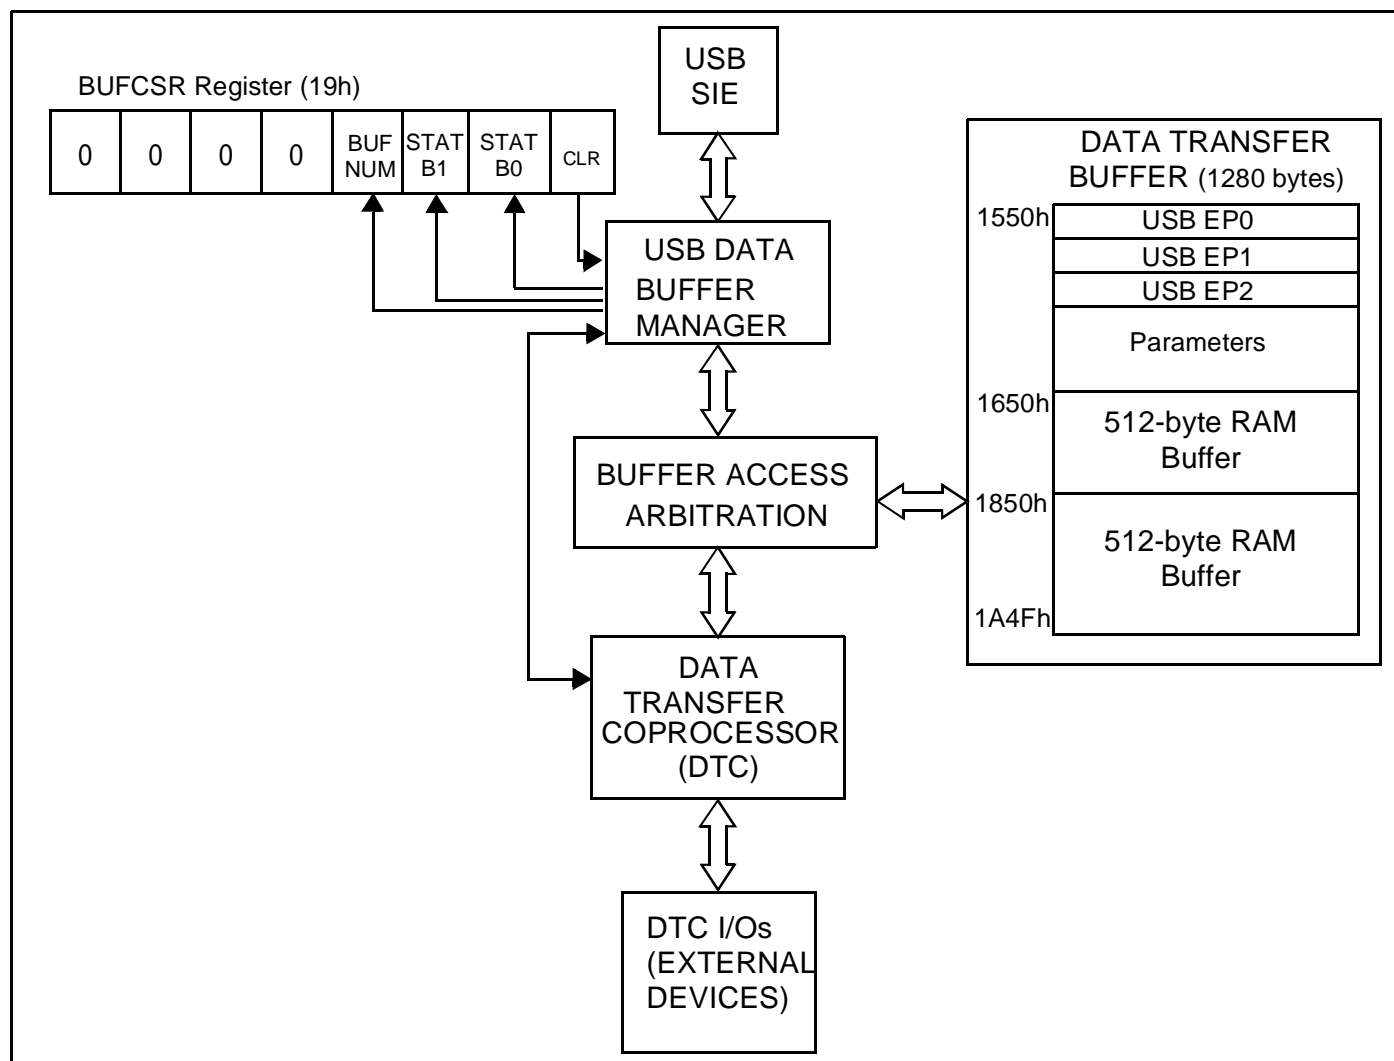 USB
SIE
BUFCSR Register (19h)
0 0 0 0 BUF NUM STAT B1 STAT B0 CLR
DATA TRANSFER
BUFFER (1280 bytes)
1550h USB EP0
USB EP1
USB EP2
Parameters
1650h
512-byte RAM
Buffer
1850h
512-byte RAM
Buffer
1A4Fh
USB DATA
BUFFER
MANAGER
BUFFER ACCESS
ARBITRATION
DATA
TRANSFER
COPROCESSOR
(DTC)
DTC I/Os
(EXTERNAL
DEVICES)